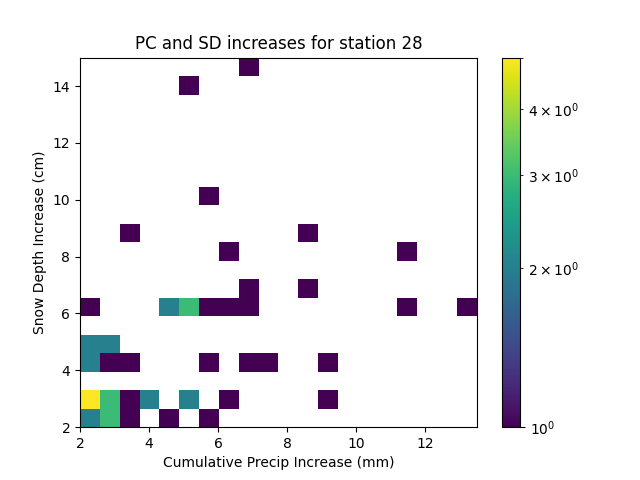 PC and SD increases for station 28
Snow Depth Increase (cm)
14
12
10
8
6
4
2
2 4 6 8 10 12
Cumulative Precip Increase (mm)
4 × 10⁰
3 × 10⁰
2 × 10⁰
10⁰